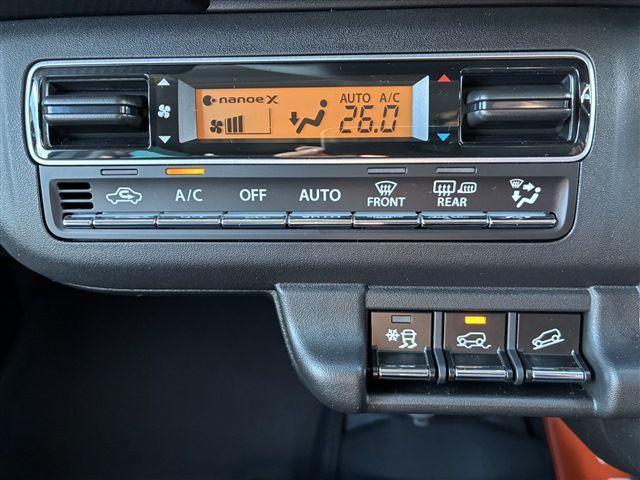 nanoe X
AUTO A/C
26.0
A/C OFF AUTO FRONT REAR